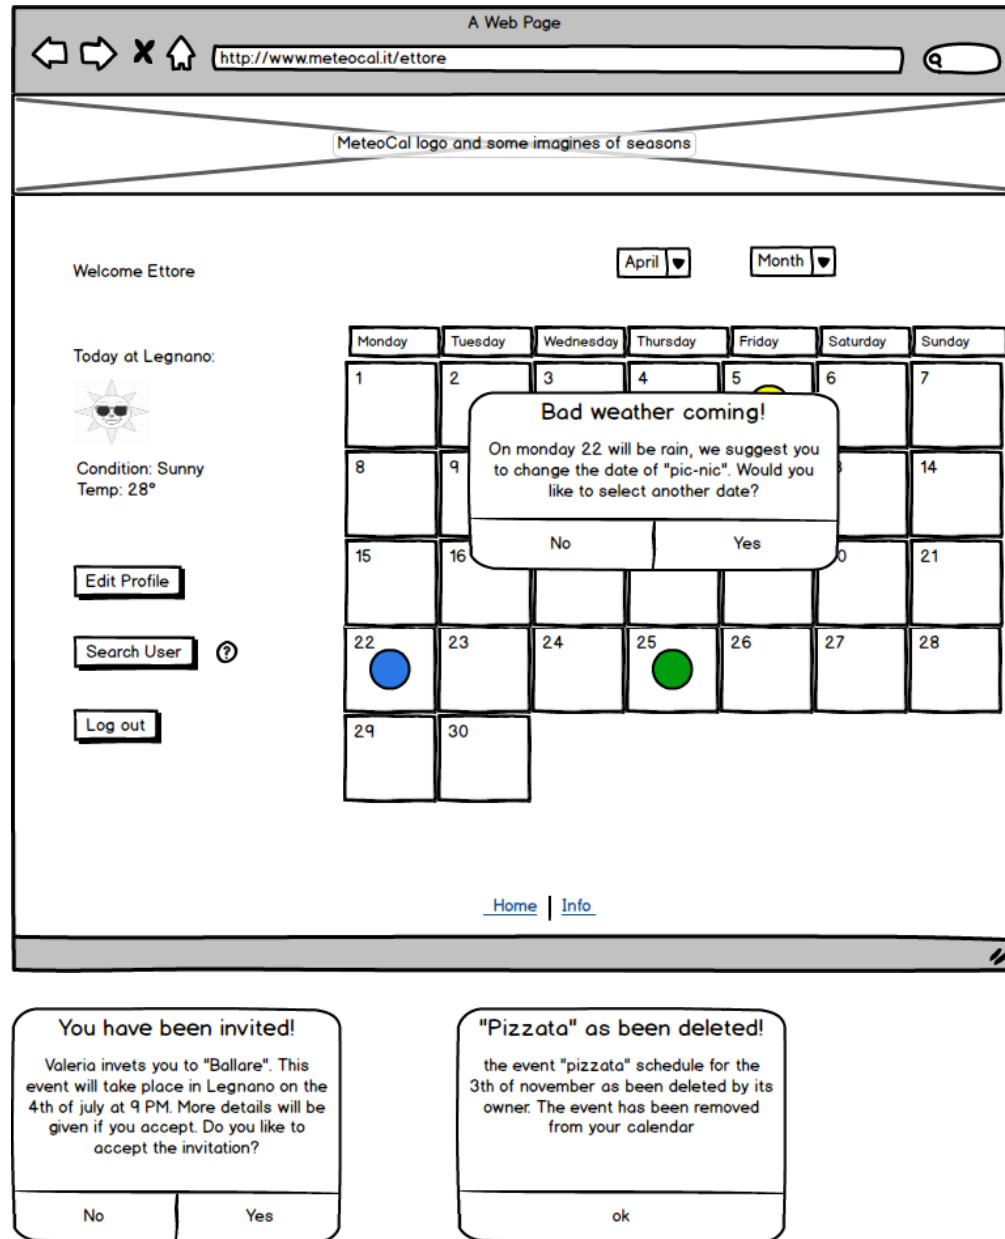 A Web Page
http://www.meteocal.it/ettore
MeteoCal logo and some imagines of seasons
Welcome Ettore
April
Month
Today at Legnano:
Condition: Sunny
Temp: 28°
Edit Profile
Search User
?
Log out
Monday Tuesday Wednesday Thursday Friday Saturday Sunday
1 2 3 4 5 6 7
8 9 14
15 16 21
22 23 24 25 26 27 28
29 30
Bad weather coming!
On monday 22 will be rain, we suggest you
to change the date of "pic-nic". Would you
like to select another date?
No Yes
Home Info
You have been invited!
Valeria invets you to "Ballare". This
event will take place in Legnano on the
4th of july at 9 PM. More details will be
given if you accept. Do you like to
accept the invitation?
No Yes
"Pizzata" as been deleted!
the event "pizzata" schedule for the
3th of november as been deleted by its
owner. The event has been removed
from your calendar
ok